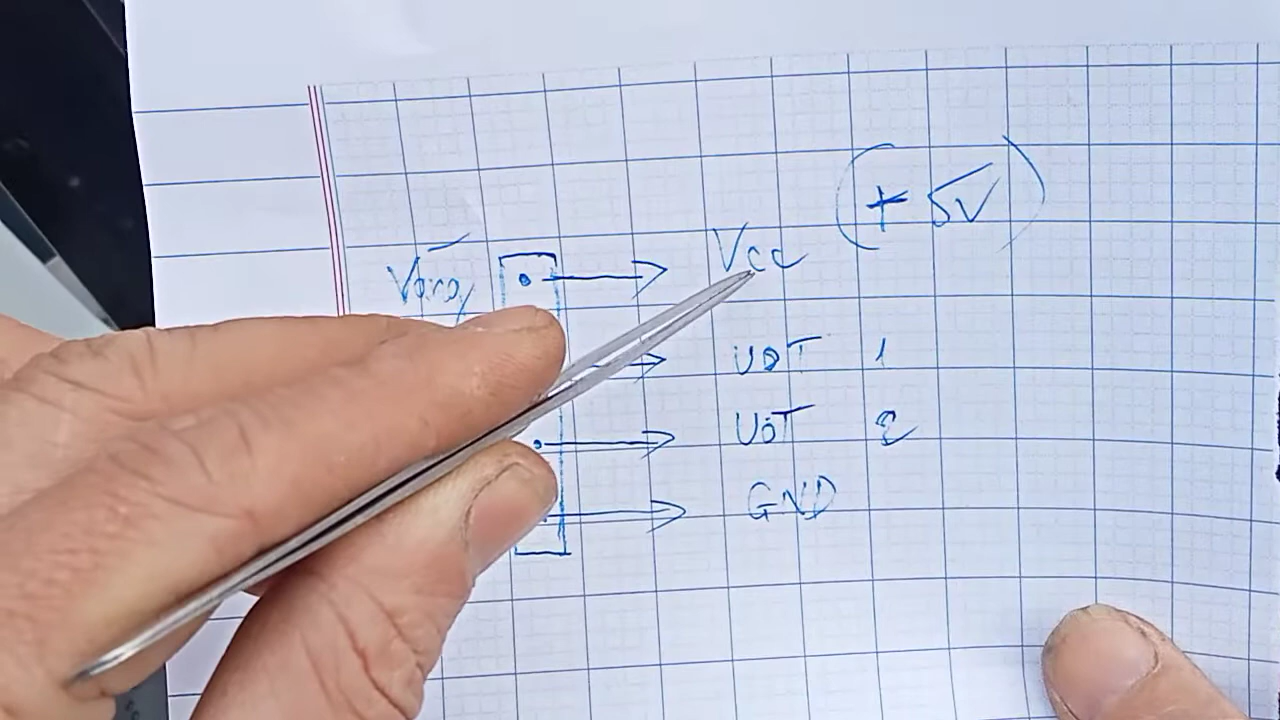 ( + 5V )
Vcc
UOT 1
UOT 2
GND